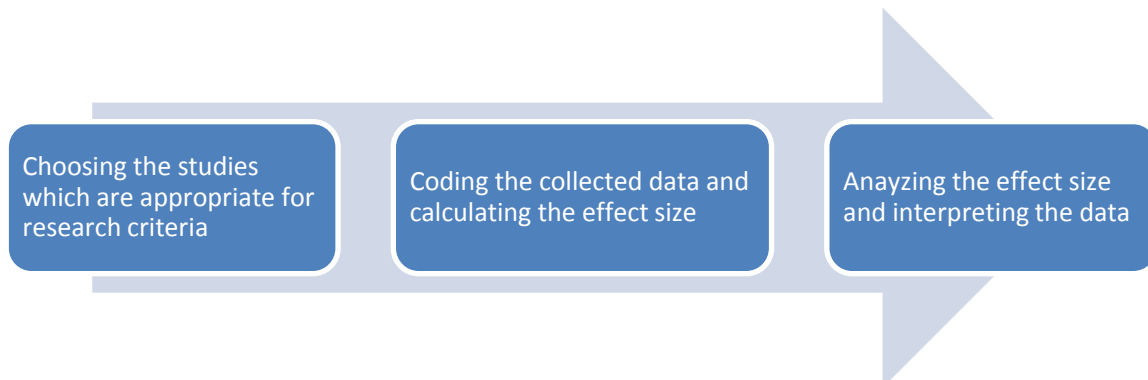 Choosing the studies
which are appropriate for
research criteria
Coding the collected data and
calculating the effect size
Anayzing the effect size
and interpreting the data